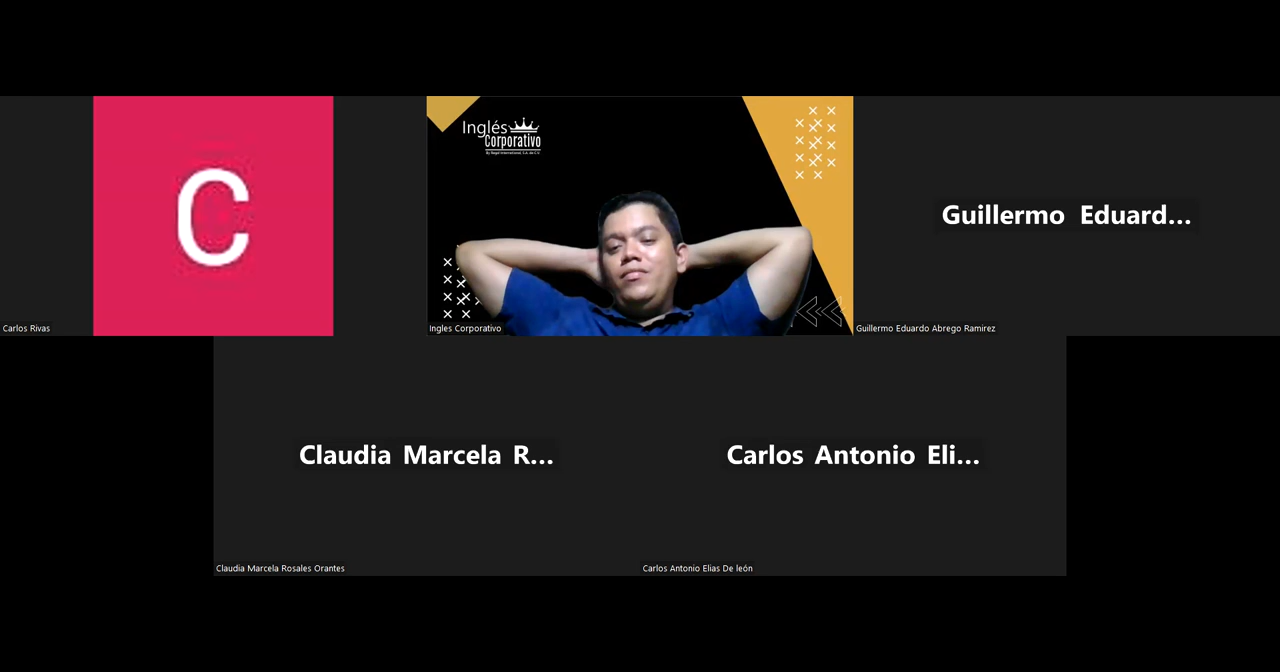 C
Carlos Rivas
Inglés
Corporativo
Ingles Corporativo
Guillermo Eduard...
Guillermo Eduardo Abrego Ramirez
Claudia Marcela R...
Claudia Marcela Rosales Orantes
Carlos Antonio Eli...
Carlos Antonio Elias De león